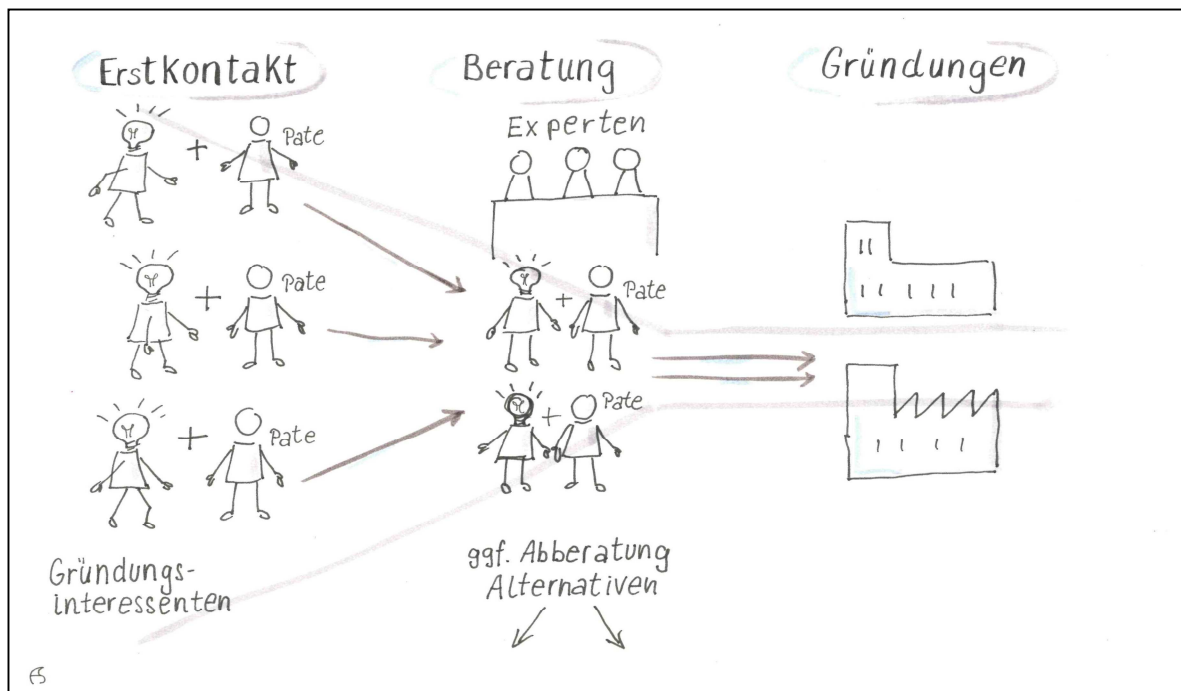 Erstkontakt
Beratung
Gründungen
Pate
Experten
Pate
Pate
Pate
Pate
Gründungs-
interessenten
ggf. Abberatung
Alternativen